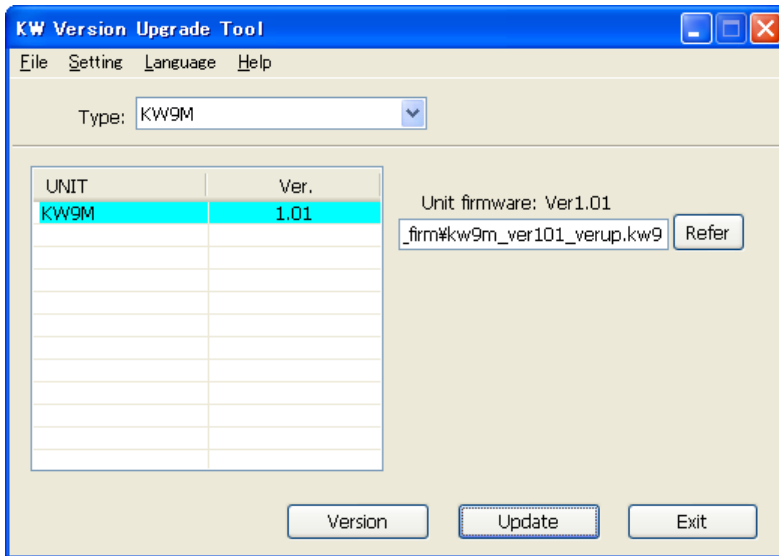 KW Version Upgrade Tool
File Setting Language Help
Type: KW9M
UNIT Ver.
KW9M 1.01
Unit firmware: Ver1.01
_firm¥kw9m_ver101_verup.kw9 Refer
Version Update Exit